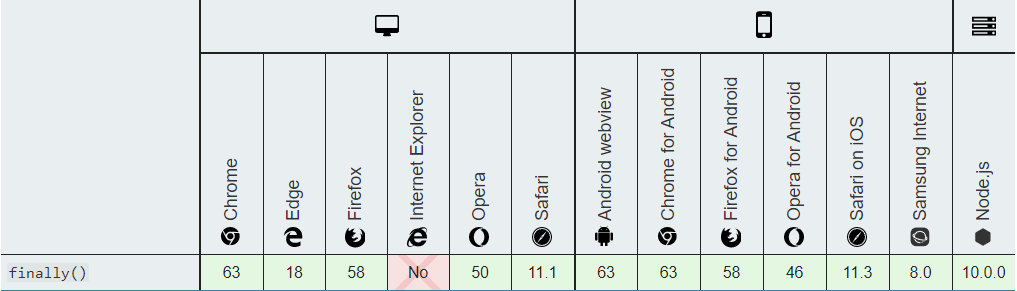 Chrome
Edge
Firefox
Internet Explorer
Opera
Safari
Android webview
Chrome for Android
Firefox for Android
Opera for Android
Safari on iOS
Samsung Internet
Node.js
finally() 63 18 58 No 50 11.1 63 63 58 46 11.3 8.0 10.0.0